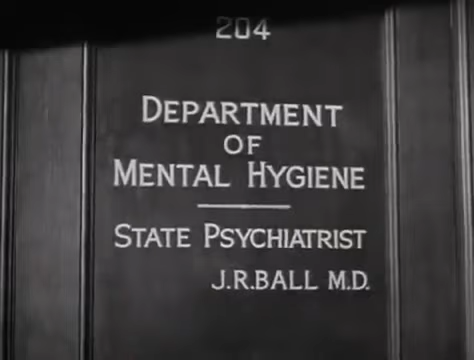 204
DEPARTMENT
OF
MENTAL HYGIENE
STATE PSYCHIATRIST
J.R.BALL M.D.